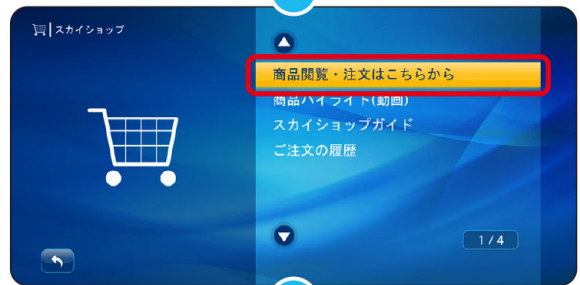 スカイショップ
商品閲覧・注文はこちらから
商品ハイライト(動画)
スカイショップガイド
ご注文の履歴
1/4